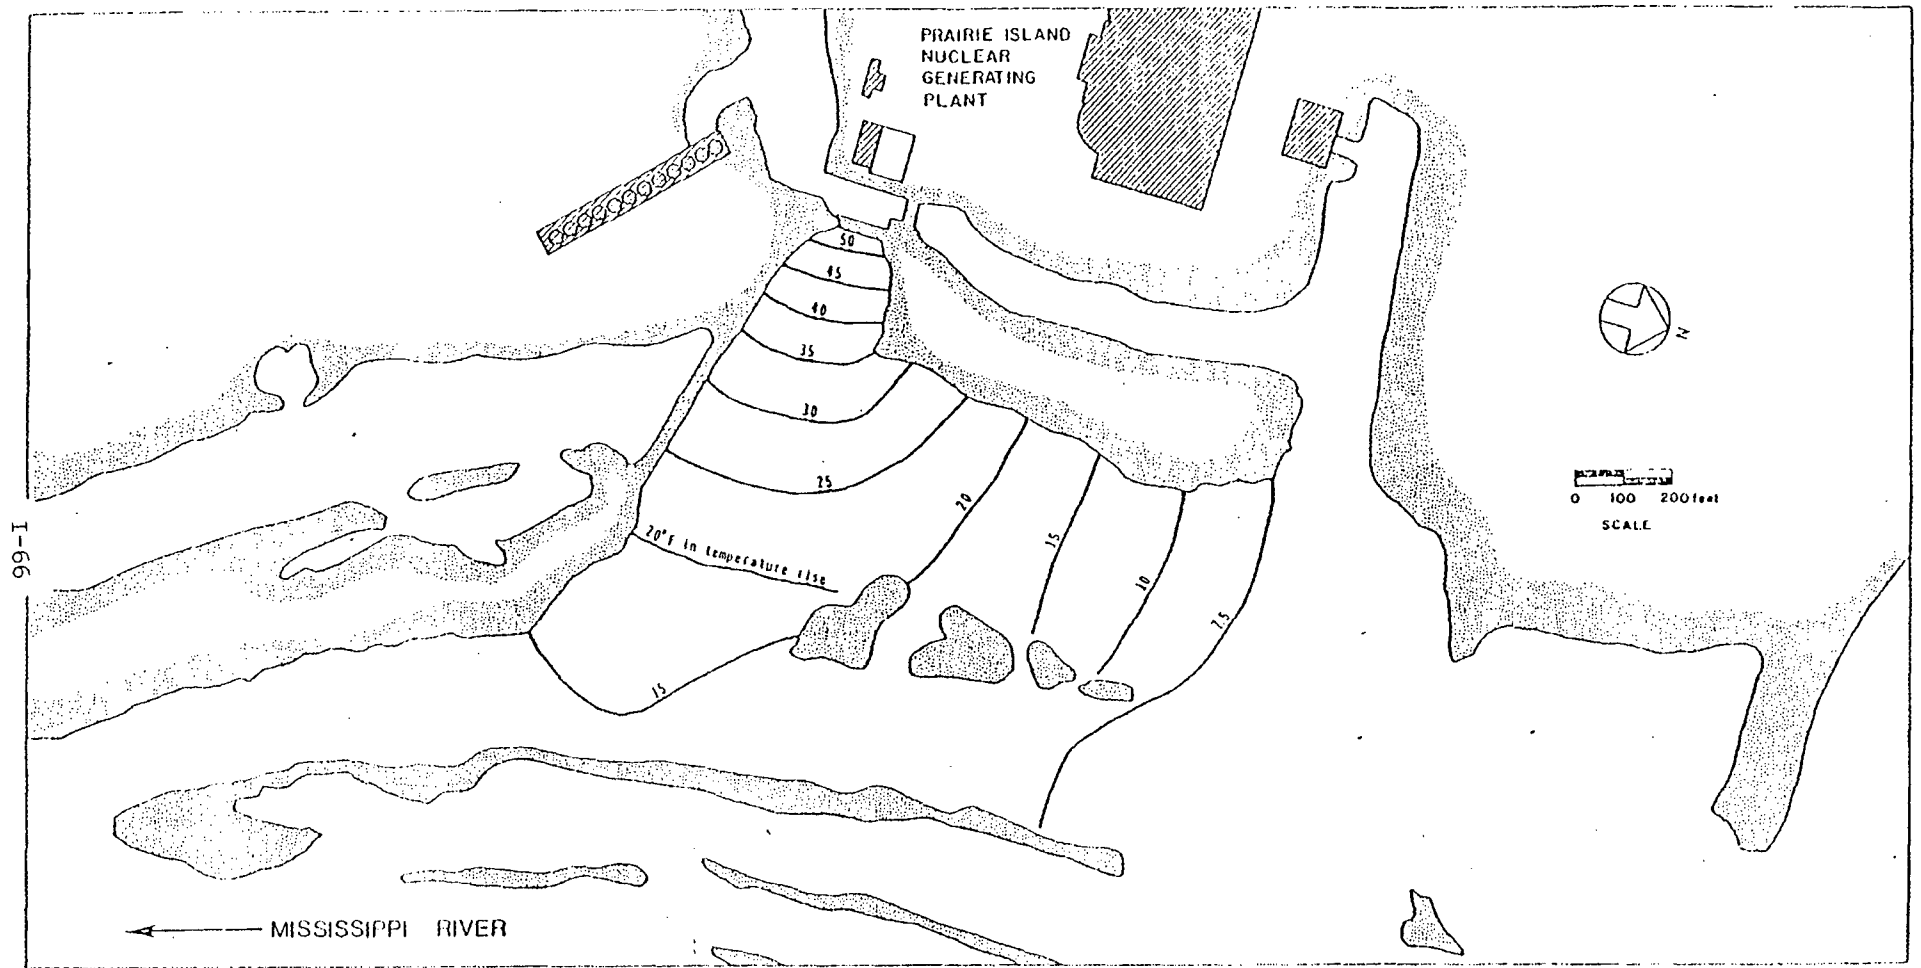 PRAIRIE ISLAND
NUCLEAR
GENERATING
PLANT
50
45
40
35
30
25
20
15
10
7.5
20°F in temperature rise
15
N
0 100 200 feet
SCALE
I-66
MISSISSIPPI RIVER